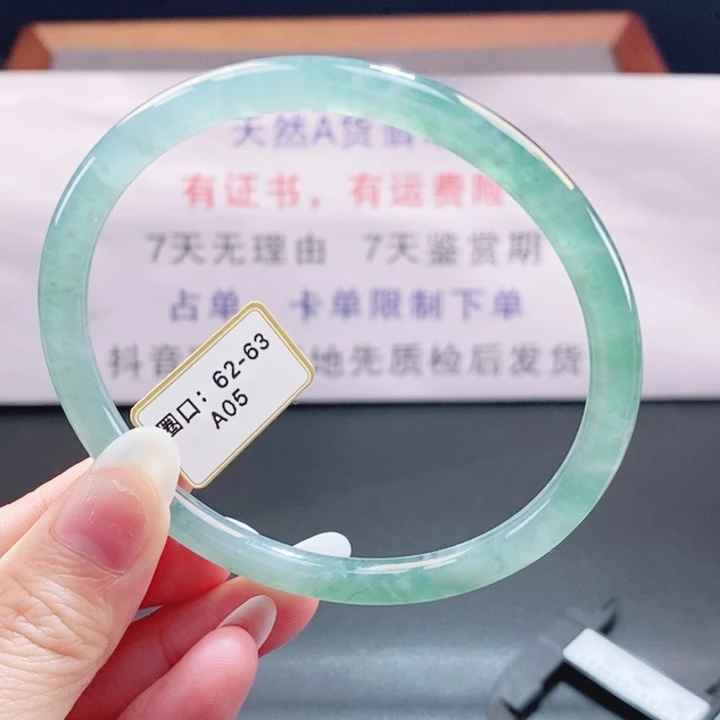 天然A货翡
有证书，有运费险
7天无理由 7天鉴赏期
占单、卡单限制下单
抖音 地先质检后发货
圈口：62-63
A05